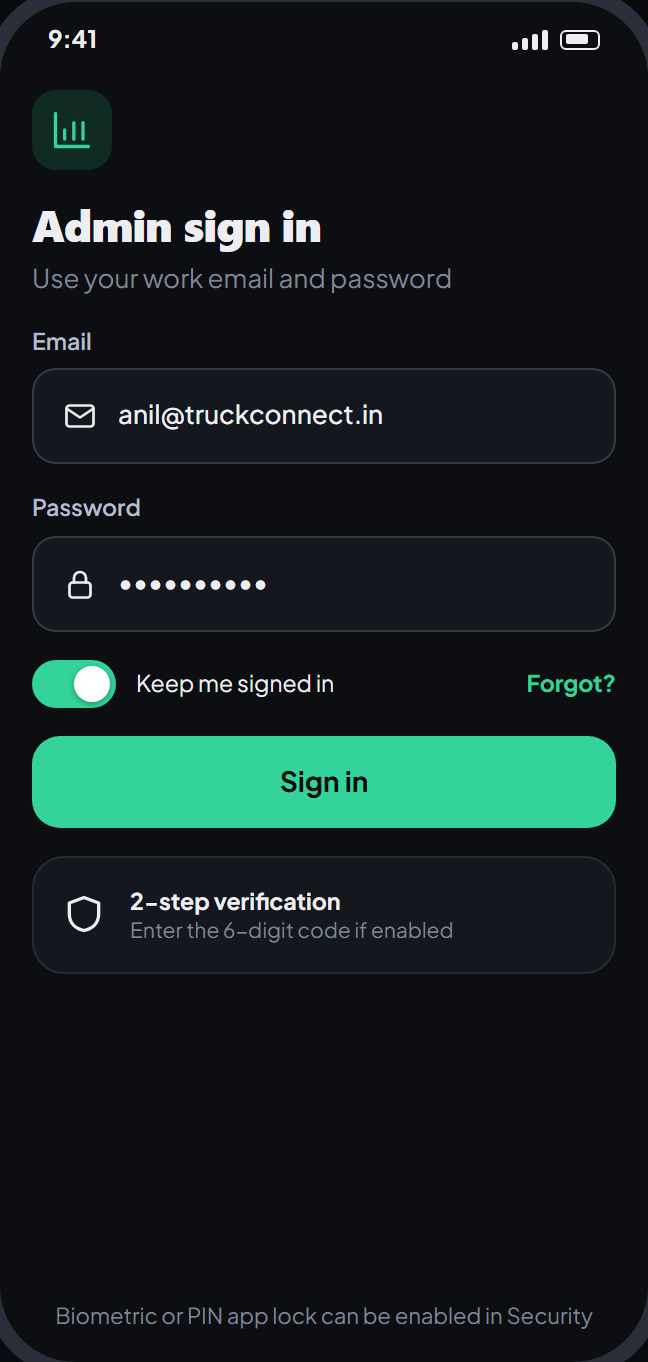 9:41
Admin sign in
Use your work email and password
Email
anil@truckconnect.in
Password
••••••••••
Keep me signed in
Forgot?
Sign in
2-step verification
Enter the 6-digit code if enabled
Biometric or PIN app lock can be enabled in Security